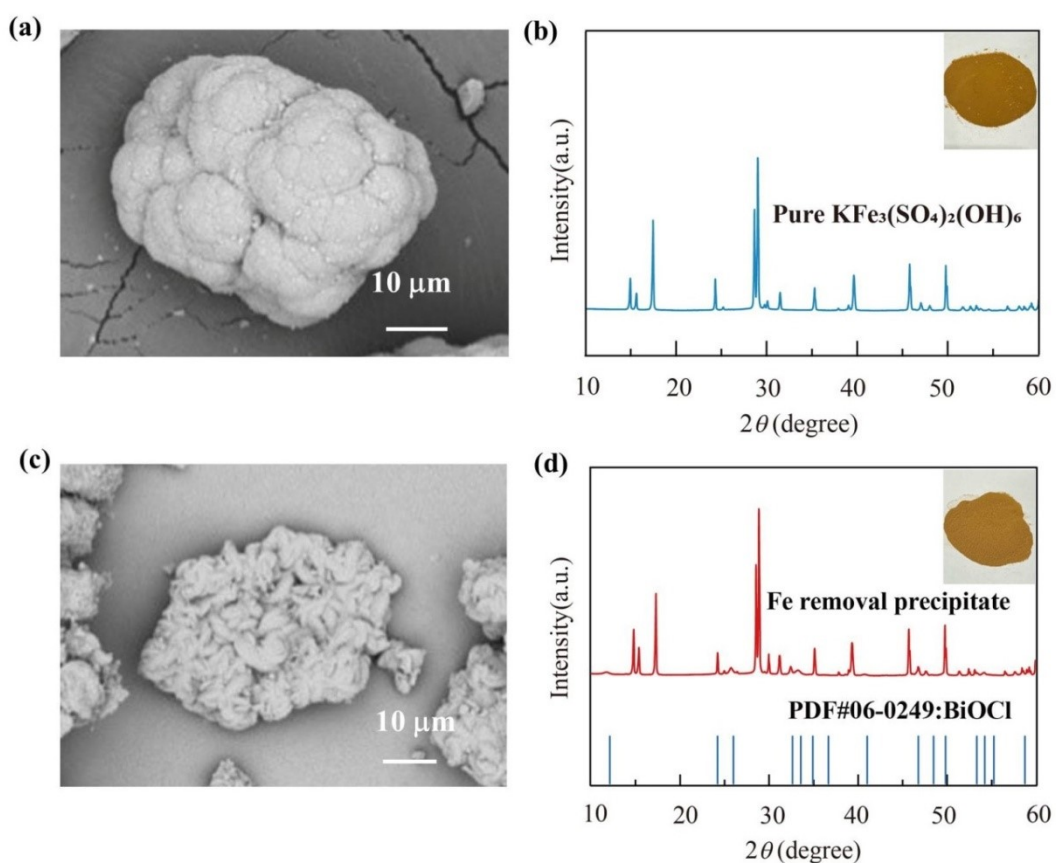 (a)
10 μm
(b)
Intensity(a.u.)
Pure KFe₃(SO₄)₂(OH)₆
10 20 30 40 50 60
2θ (degree)
(c)
10 μm
(d)
Intensity(a.u.)
Fe removal precipitate
PDF#06-0249:BiOCl
10 20 30 40 50 60
2θ (degree)